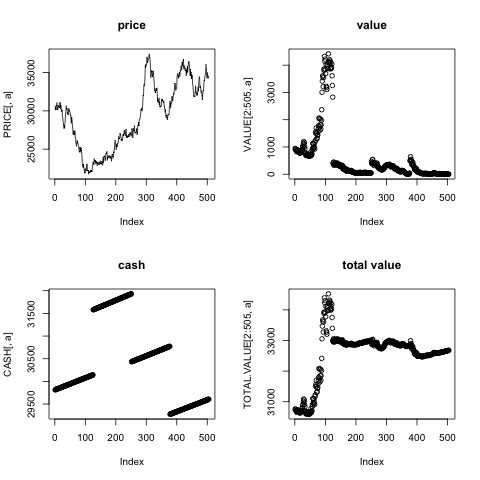 price
PRICE[, a]
25000 30000 35000
0 100 200 300 400 500
Index
value
VALUE[2:505, a]
0 1000 3000
0 100 200 300 400 500
Index
cash
CASH[, a]
29500 30500 31500
0 100 200 300 400 500
Index
total value
TOTAL.VALUE[2:505, a]
31000 33000
0 100 200 300 400 500
Index